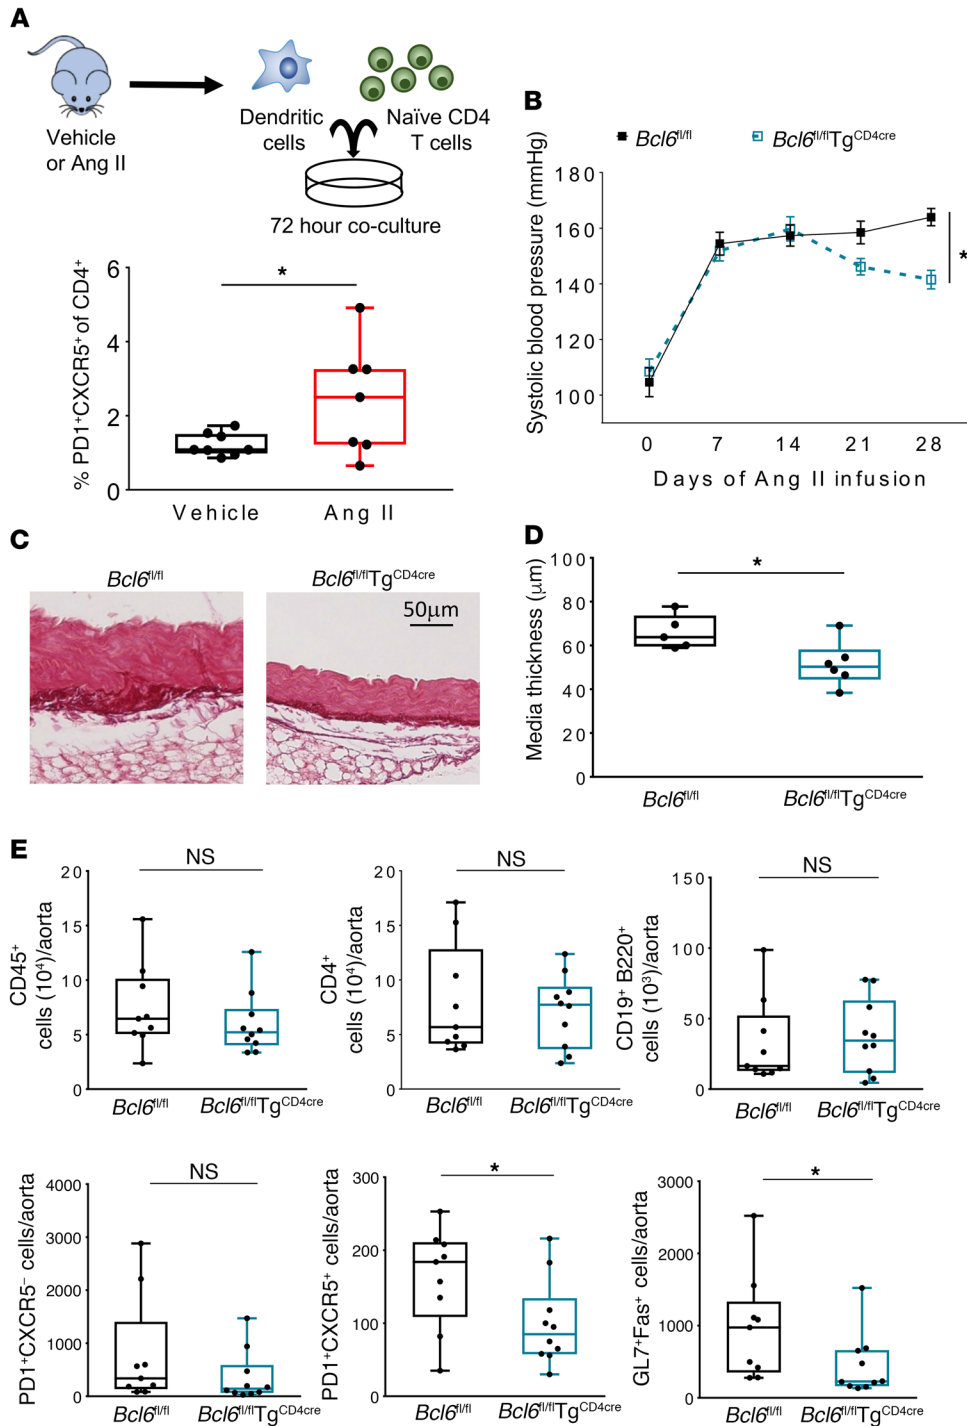 A
Vehicle
or Ang II
Dendritic
cells
Naïve CD4
T cells
72 hour co-culture
% PD1⁺CXCR5⁺ of CD4⁺
6
4
2
0
*
Vehicle
Ang II
B
Bcl6ᶠˡ/ᶠˡ
Bcl6ᶠˡ/ᶠˡTgCD4cre
Systolic blood pressure (mmHg)
180
160
140
120
100
*
0 7 14 21 28
Days of Ang II infusion
C
Bcl6ᶠˡ/ᶠˡ
Bcl6ᶠˡ/ᶠˡTgCD4cre
50μm
D
Media thickness (μm)
100
80
60
40
20
0
*
Bcl6ᶠˡ/ᶠˡ
Bcl6ᶠˡ/ᶠˡTgCD4cre
E
CD45⁺
cells (10⁴)/aorta
20
15
10
5
0
NS
Bcl6ᶠˡ/ᶠˡ
Bcl6ᶠˡ/ᶠˡTgCD4cre
CD4⁺
cells (10⁴)/aorta
20
15
10
5
0
NS
Bcl6ᶠˡ/ᶠˡ
Bcl6ᶠˡ/ᶠˡTgCD4cre
CD19⁺ B220⁺
cells (10³)/aorta
150
100
50
0
NS
Bcl6ᶠˡ/ᶠˡ
Bcl6ᶠˡ/ᶠˡTgCD4cre
PD1⁺CXCR5⁻ cells/aorta
4000
3000
2000
1000
0
NS
Bcl6ᶠˡ/ᶠˡ
Bcl6ᶠˡ/ᶠˡTgCD4cre
PD1⁺CXCR5⁺ cells/aorta
300
200
100
0
*
Bcl6ᶠˡ/ᶠˡ
Bcl6ᶠˡ/ᶠˡTgCD4cre
GL7⁺Fas⁺ cells/aorta
3000
2000
1000
0
*
Bcl6ᶠˡ/ᶠˡ
Bcl6ᶠˡ/ᶠˡTgCD4cre